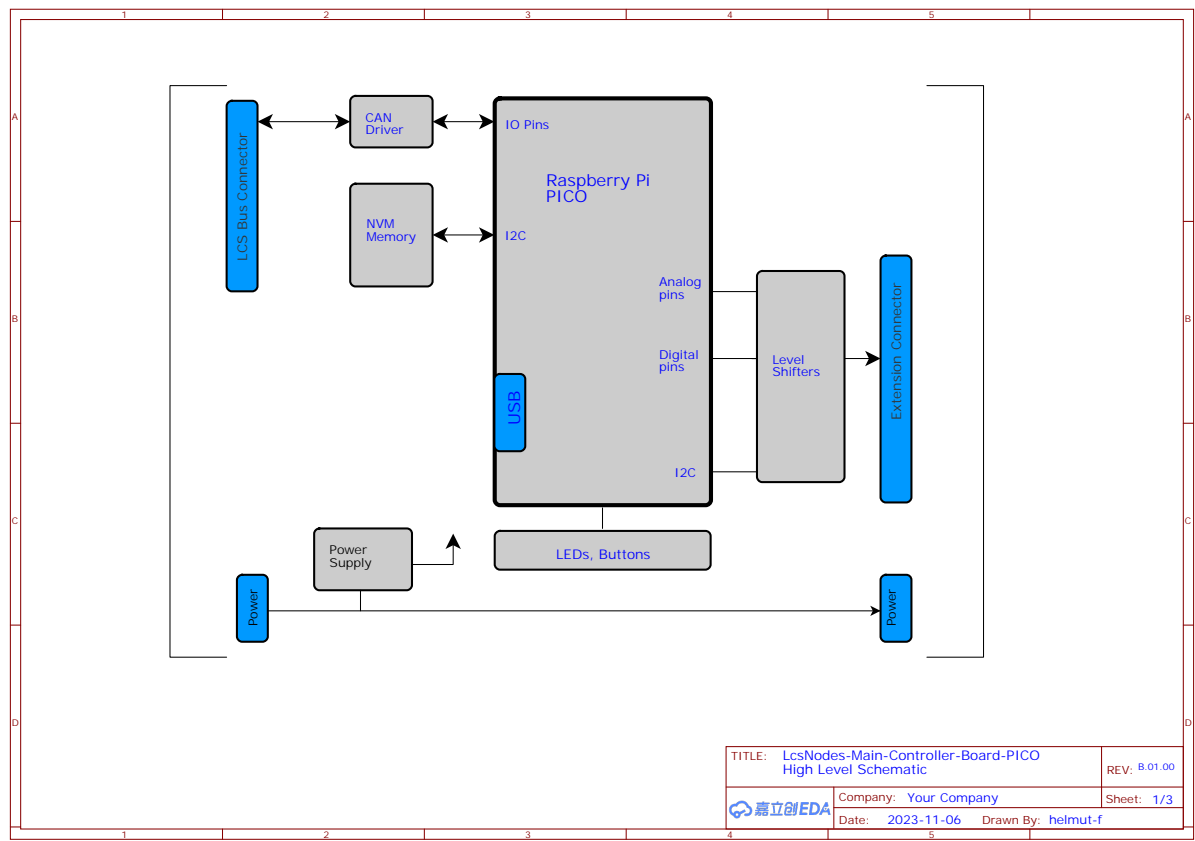 1 2 3 4 5
A A
CAN
Driver
IO Pins
LCS Bus Connector
Raspberry Pi
PICO
NVM
Memory
I2C
Analog
pins
B B
Digital
pins
Level
Shifters
Extension Connector
USB
I2C
C C
Power
Supply
LEDs, Buttons
Power
Power
D D
TITLE: LcsNodes-Main-Controller-Board-PICO
High Level Schematic
REV: B.01.00
嘉立创EDA
Company: Your Company
Sheet: 1/3
Date: 2023-11-06 Drawn By: helmut-f
1 2 3 4 5